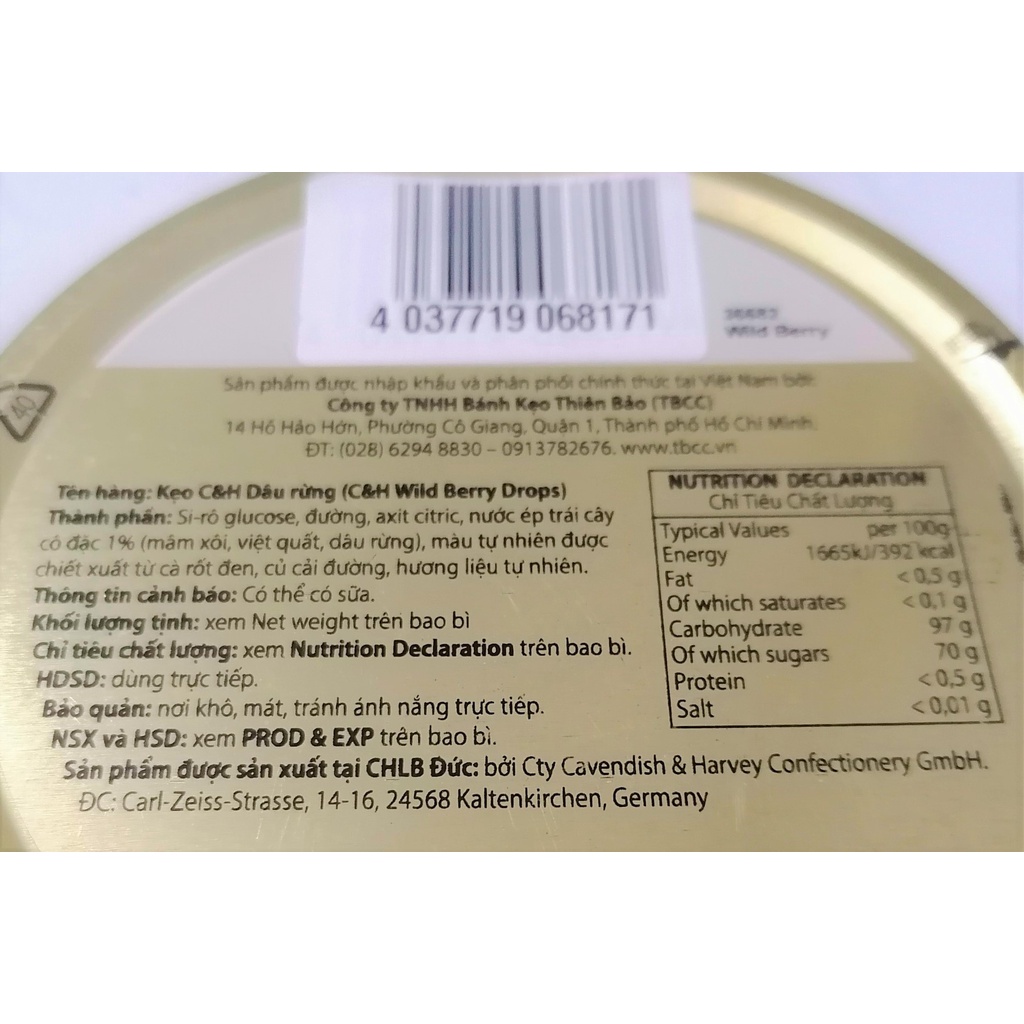 4 037719 068171
Wild Berry
40
Sản phẩm được nhập khẩu và phân phối chính thức tại Việt Nam bởi:
Công ty TNHH Bánh Kẹo Thiên Bảo (TBCC)
14 Hồ Hảo Hớn, Phường Cô Giang, Quận 1, Thành phố Hồ Chí Minh.
ĐT: (028) 6294 8830 – 0913782676. www.tbcc.vn
Tên hàng: Kẹo C&H Dâu rừng (C&H Wild Berry Drops)
Thành phần: Si-rô glucose, đường, axit citric, nước ép trái cây
cô đặc 1% (mâm xôi, việt quất, dâu rừng), màu tự nhiên được
chiết xuất từ cà rốt đen, củ cải đường, hương liệu tự nhiên.
Thông tin cảnh báo: Có thể có sữa.
Khối lượng tịnh: xem Net weight trên bao bì
Chỉ tiêu chất lượng: xem Nutrition Declaration trên bao bì.
HDSD: dùng trực tiếp.
Bảo quản: nơi khô, mát, tránh ánh nắng trực tiếp.
NSX và HSD: xem PROD & EXP trên bao bì.
Sản phẩm được sản xuất tại CHLB Đức: bởi Cty Cavendish & Harvey Confectionery GmbH.
ĐC: Carl-Zeiss-Strasse, 14-16, 24568 Kaltenkirchen, Germany
NUTRITION DECLARATION
Chỉ Tiêu Chất Lượng
Typical Values per 100g
Energy 1665kJ/392 kcal
Fat <0,5 g
Of which saturates <0,1 g
Carbohydrate 97 g
Of which sugars 70 g
Protein <0,5 g
Salt <0,01 g